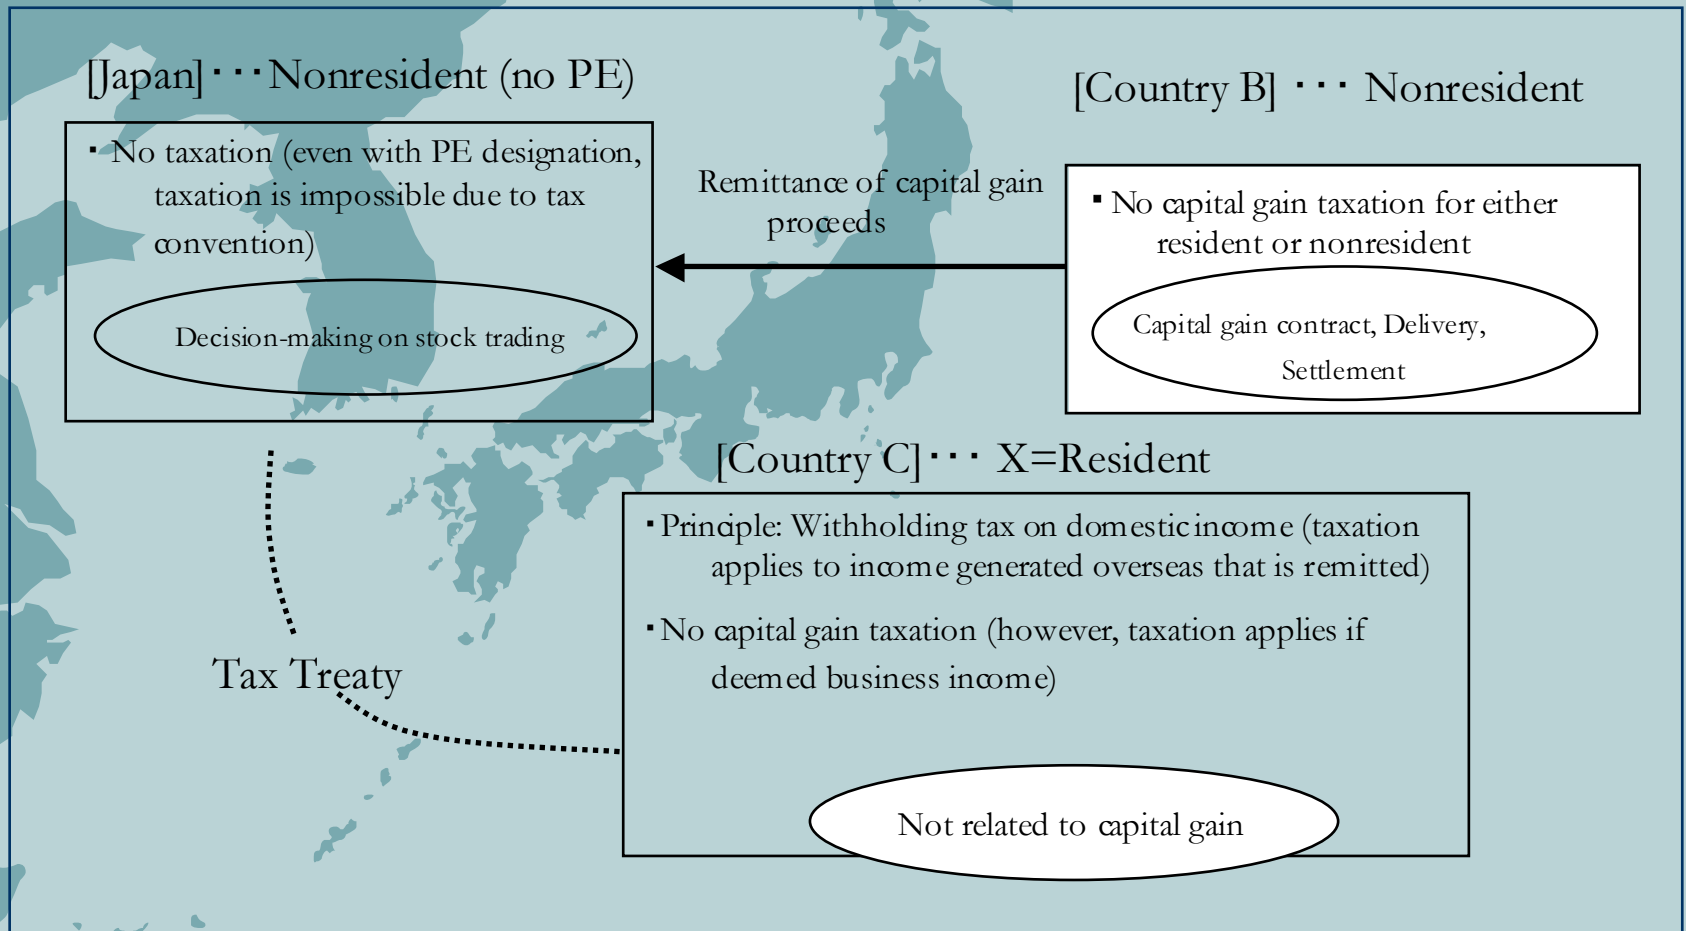 [Japan]･･･Nonresident (no PE)
▪ No taxation (even with PE designation,
taxation is impossible due to tax
convention)
Decision-making on stock trading
Remittance of capital gain
proceeds
[Country B] ･･･ Nonresident
▪ No capital gain taxation for either
resident or nonresident
Capital gain contract, Delivery,
Settlement
[Country C]･･･ X=Resident
▪Principle: Withholding tax on domestic income (taxation
applies to income generated overseas that is remitted)
▪No capital gain taxation (however, taxation applies if
deemed business income)
Not related to capital gain
Tax Treaty